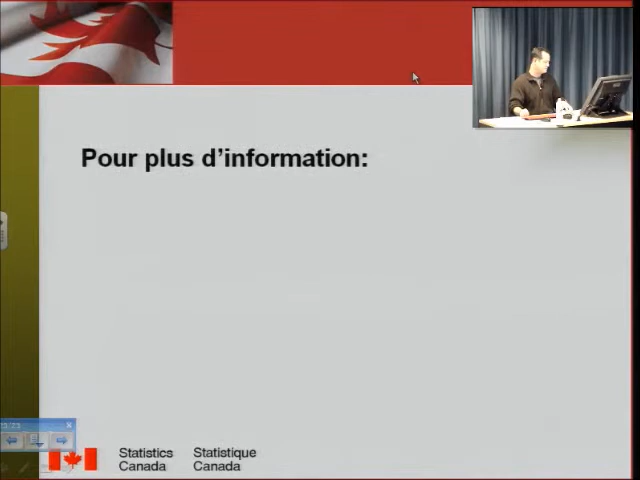 Pour plus d'information:
Statistics Canada
Statistique Canada